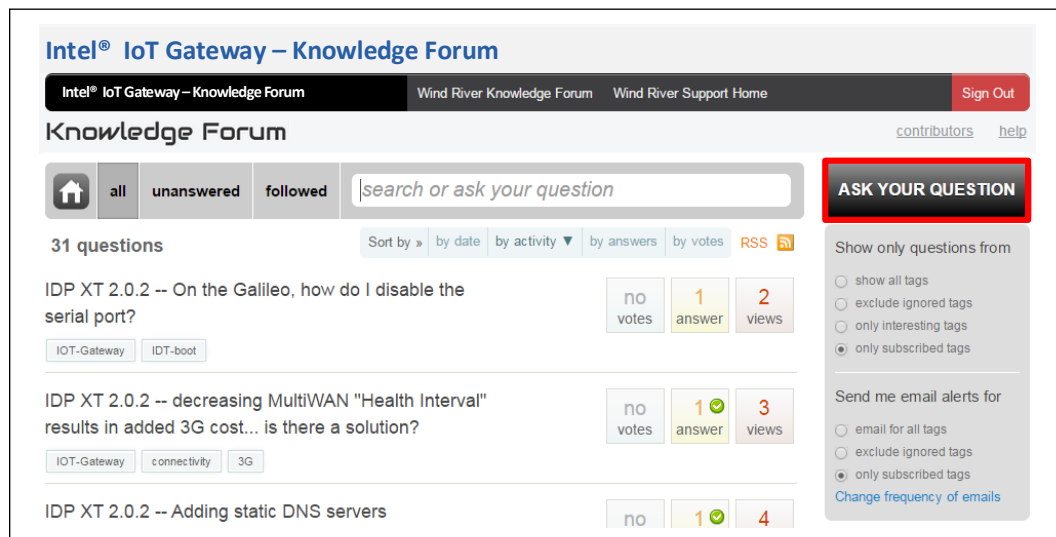 Intel® IoT Gateway – Knowledge Forum
Intel® IoT Gateway – Knowledge Forum Wind River Knowledge Forum Wind River Support Home Sign Out
Knowledge Forum contributors help
all unanswered followed search or ask your question ASK YOUR QUESTION
31 questions Sort by » by date by activity ▼ by answers by votes RSS
IDP XT 2.0.2 -- On the Galileo, how do I disable the
serial port?
no votes 1 answer 2 views
IOT-Gateway IDT-boot
IDP XT 2.0.2 -- decreasing MultiWAN "Health Interval"
results in added 3G cost... is there a solution?
no votes 1 answer 3 views
IOT-Gateway connectivity 3G
IDP XT 2.0.2 -- Adding static DNS servers
no 1 4
Show only questions from
show all tags
exclude ignored tags
only interesting tags
only subscribed tags
Send me email alerts for
email for all tags
exclude ignored tags
only subscribed tags
Change frequency of emails